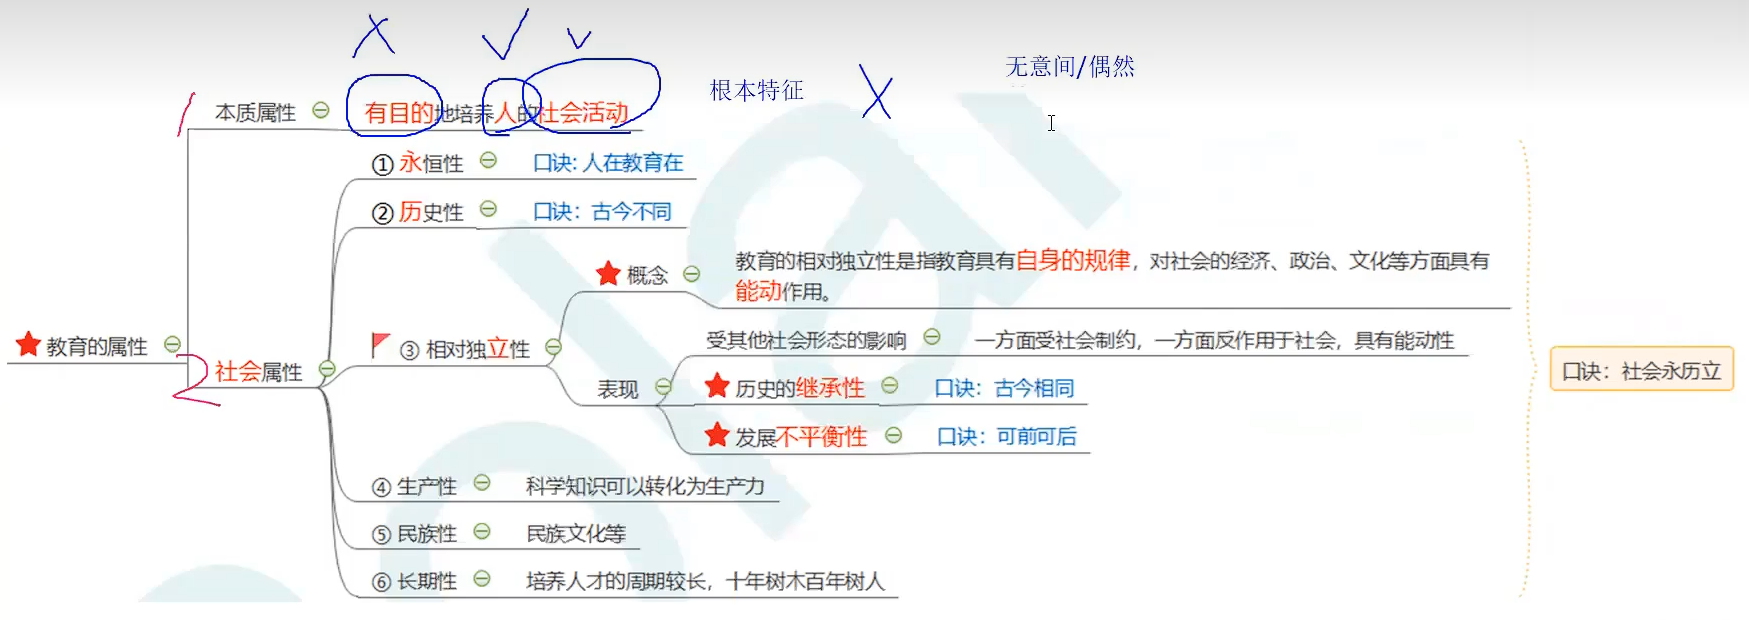 根本特征
无意间/偶然
本质属性
有目的地培养人的社会活动
①永恒性
口诀: 人在教育在
②历史性
口诀：古今不同
概念
教育的相对独立性是指教育具有自身的规律，对社会的经济、政治、文化等方面具有
能动作用。
教育的属性
社会属性
③ 相对独立性
受其他社会形态的影响
一方面受社会制约，一方面反作用于社会，具有能动性
表现
历史的继承性
口诀：古今相同
发展不平衡性
口诀：可前可后
④ 生产性
科学知识可以转化为生产力
⑤ 民族性
民族文化等
⑥ 长期性
培养人才的周期较长，十年树木百年树人
口诀：社会永历立